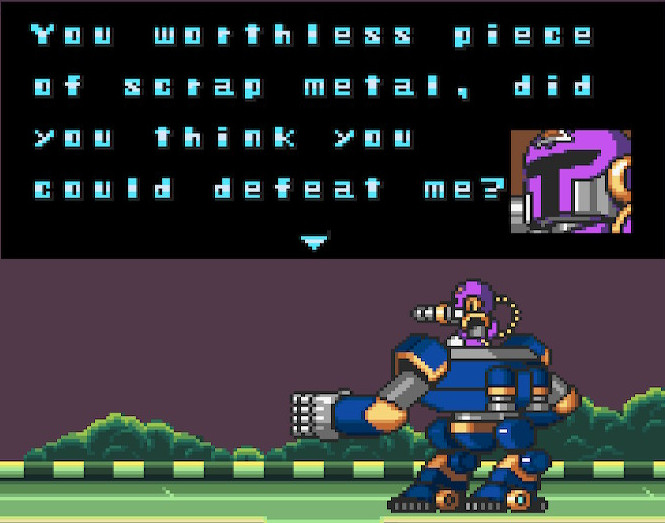 You worthless piece
of scrap metal, did
you think you
could defeat me?